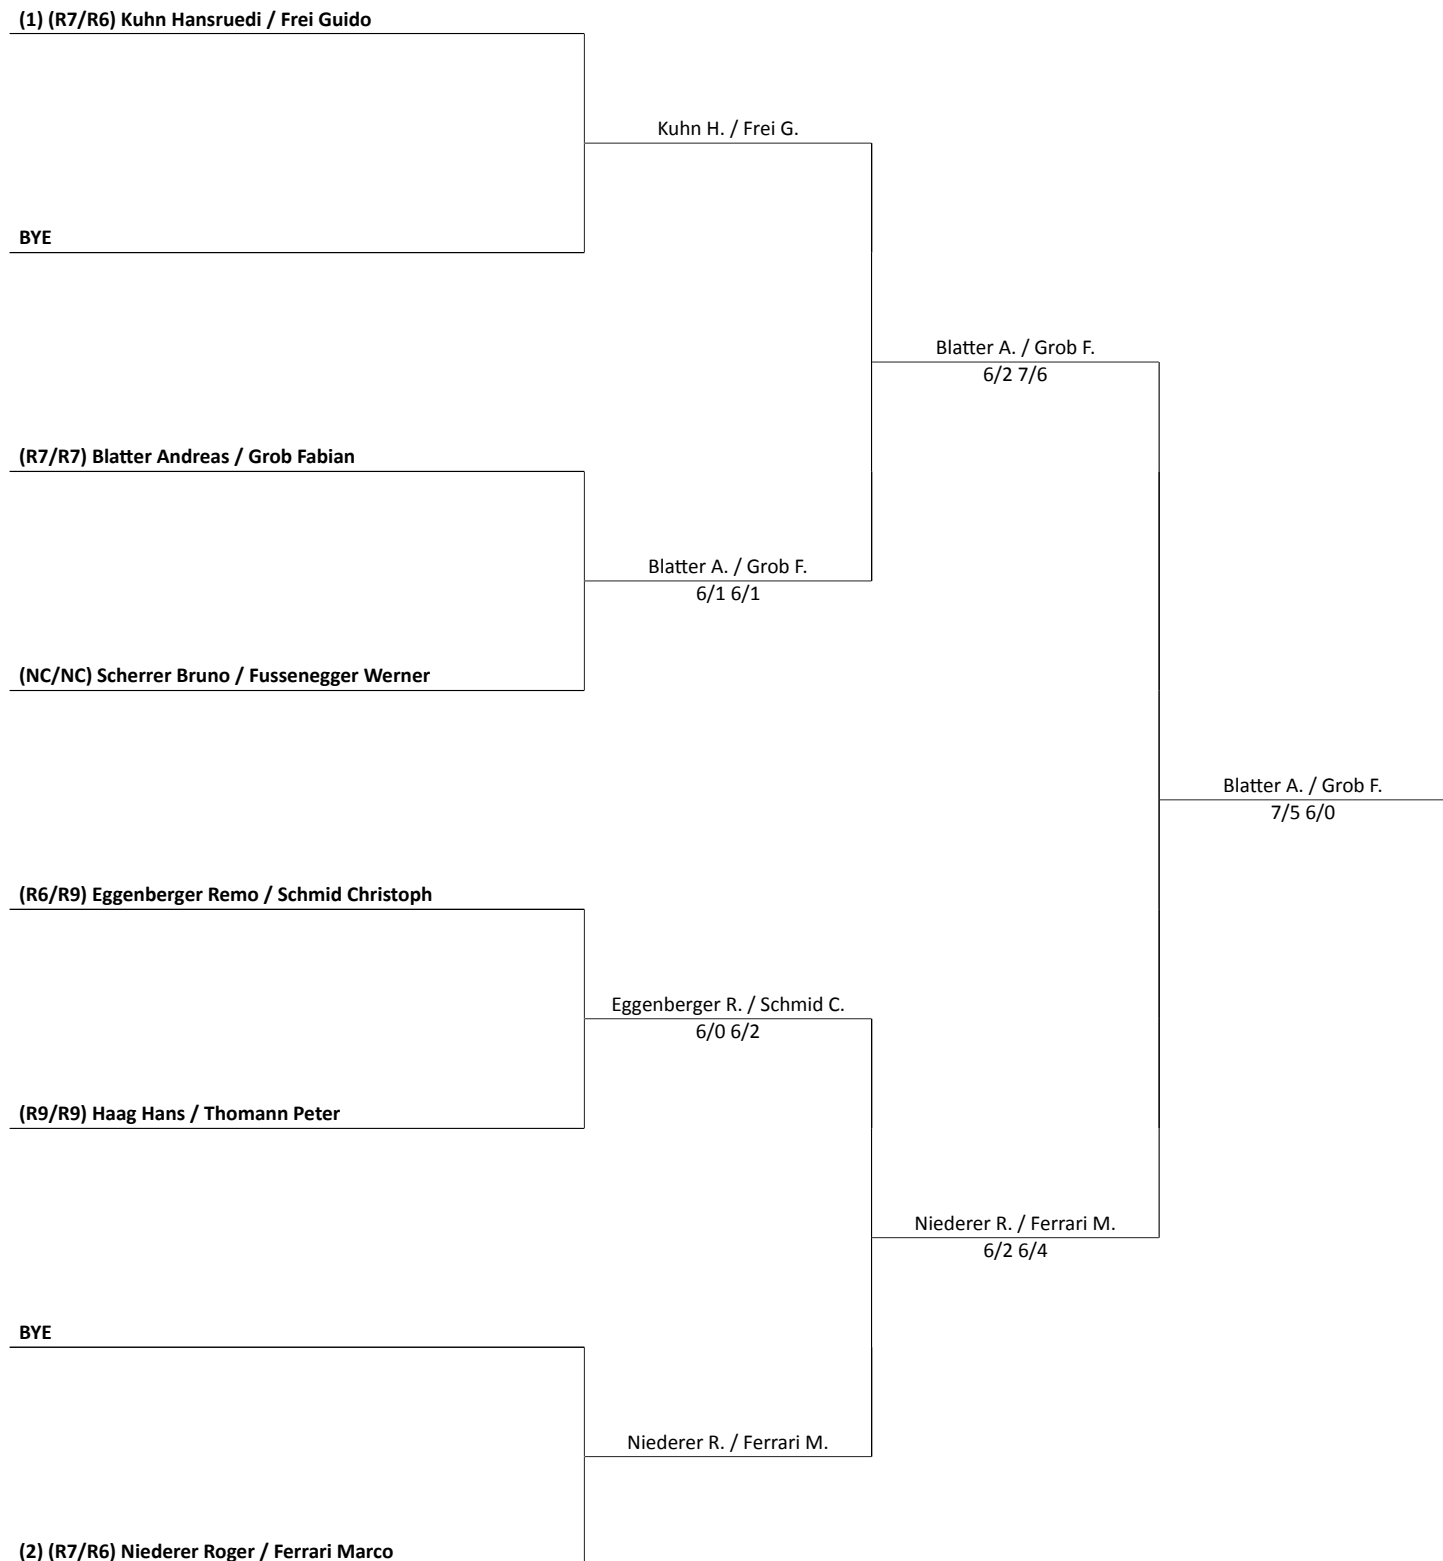 (1) (R7/R6) Kuhn Hansruedi / Frei Guido
Kuhn H. / Frei G.
BYE
Blatter A. / Grob F.
6/2 7/6
(R7/R7) Blatter Andreas / Grob Fabian
Blatter A. / Grob F.
6/1 6/1
(NC/NC) Scherrer Bruno / Fussenegger Werner
Blatter A. / Grob F.
7/5 6/0
(R6/R9) Eggenberger Remo / Schmid Christoph
Eggenberger R. / Schmid C.
6/0 6/2
(R9/R9) Haag Hans / Thomann Peter
Niederer R. / Ferrari M.
6/2 6/4
BYE
Niederer R. / Ferrari M.
(2) (R7/R6) Niederer Roger / Ferrari Marco